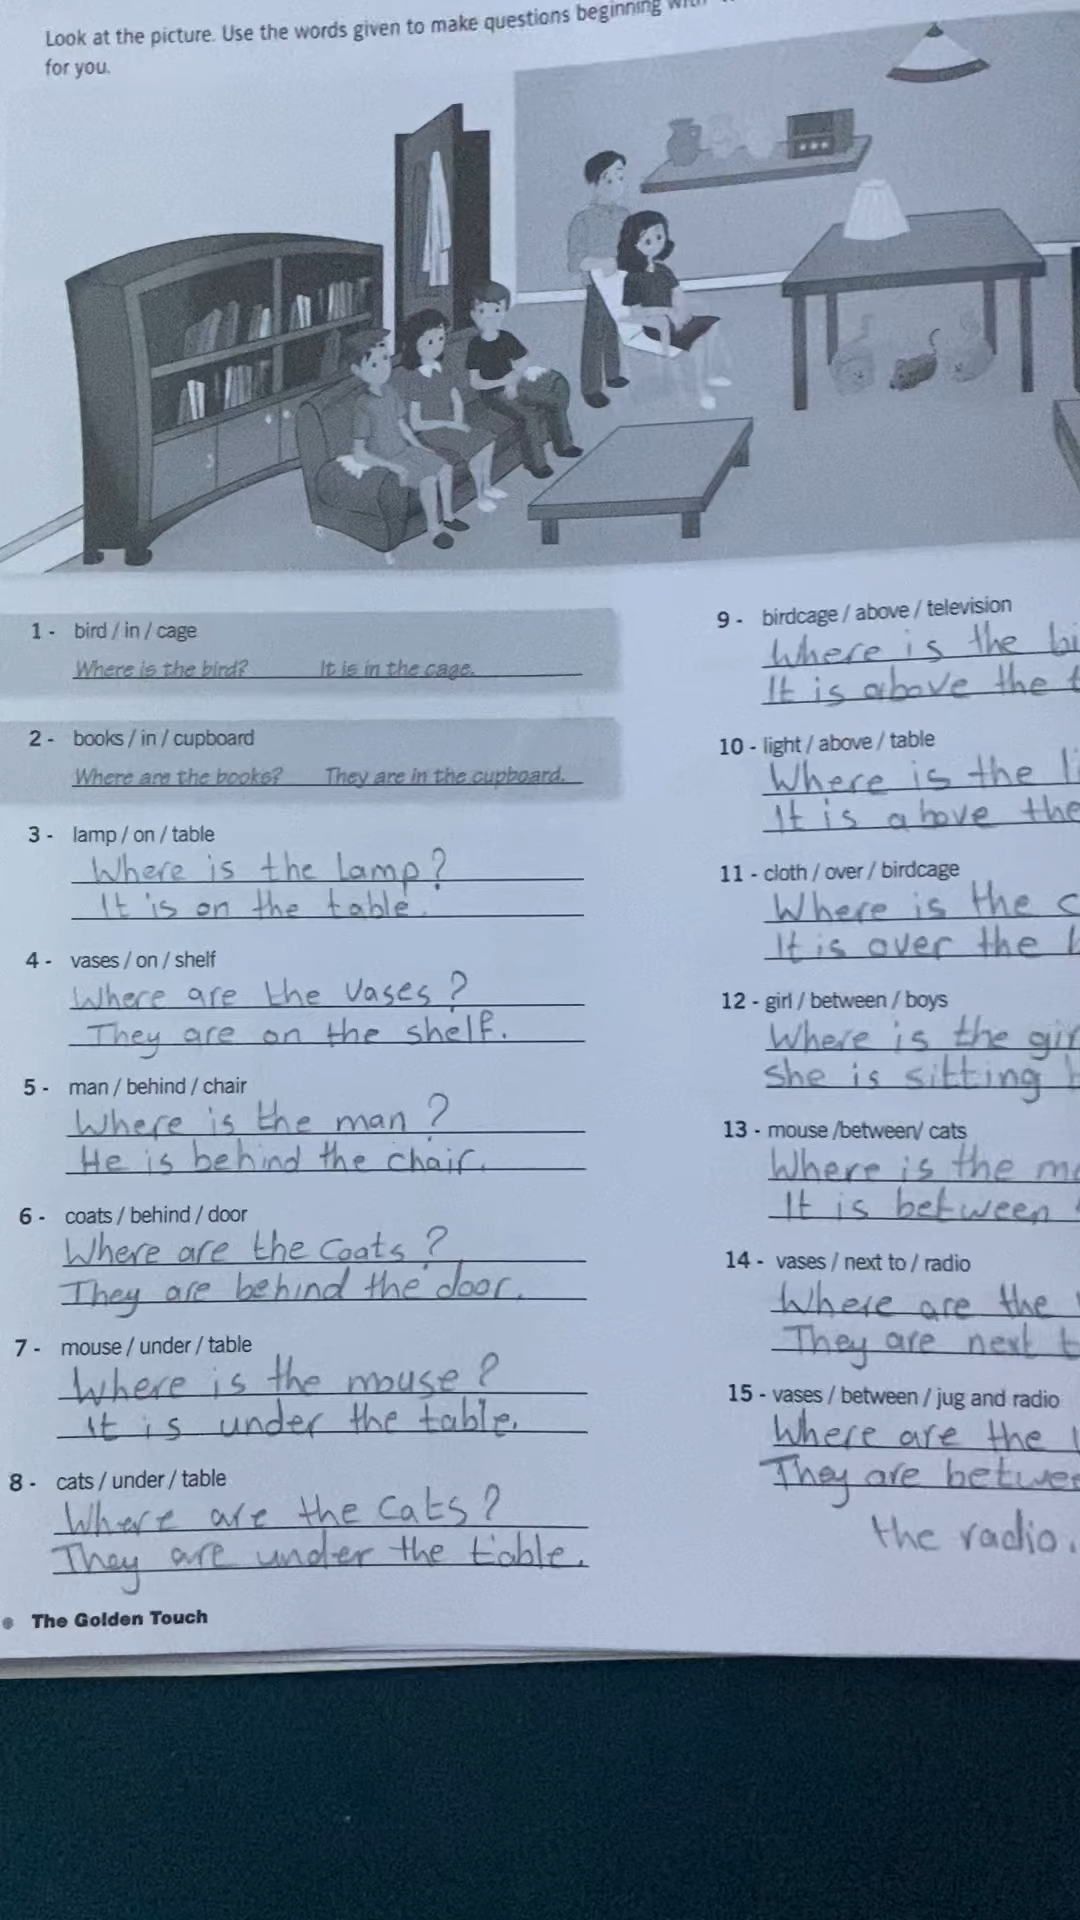 Look at the picture. Use the words given to make questions beginning
for you.
1 - bird / in / cage
Where is the bird? It is in the cage.
2 - books / in / cupboard
Where are the books? They are in the cupboard.
3 - lamp / on / table
Where is the lamp?
It is on the table.
4 - vases / on / shelf
Where are the vases?
They are on the shelf.
5 - man / behind / chair
Where is the man?
He is behind the chair.
6 - coats / behind / door
Where are the coats?
They are behind the door.
7 - mouse / under / table
Where is the mouse?
It is under the table.
8 - cats / under / table
Where are the cats?
They are under the table.
The Golden Touch
9 - birdcage / above / television
Where is the
It is above the
10 - light / above / table
Where is the
It is above the
11 - cloth / over / birdcage
Where is the
It is over the
12 - girl / between / boys
Where is the
She is sitting
13 - mouse /between/ cats
Where is the
It is between
14 - vases / next to / radio
Where are the
They are next
15 - vases / between / jug and radio
Where are the
They are
the radio.